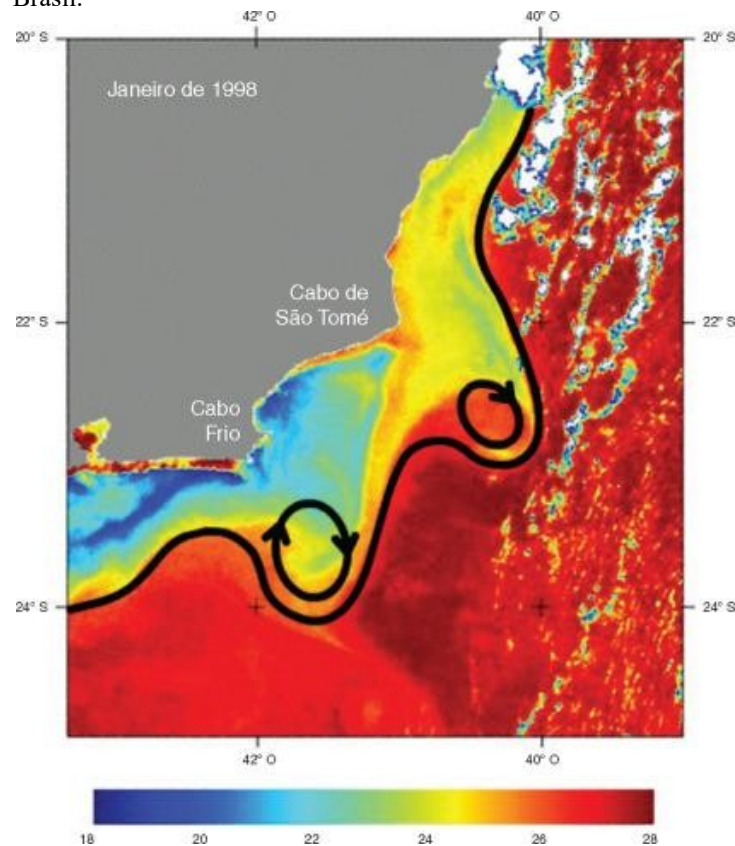 Brasil.
42° O 40° O
20° S 20° S
Janeiro de 1998
Cabo de
São Tomé
22° S 22° S
Cabo
Frio
24° S 24° S
42° O 40° O
18 20 22 24 26 28